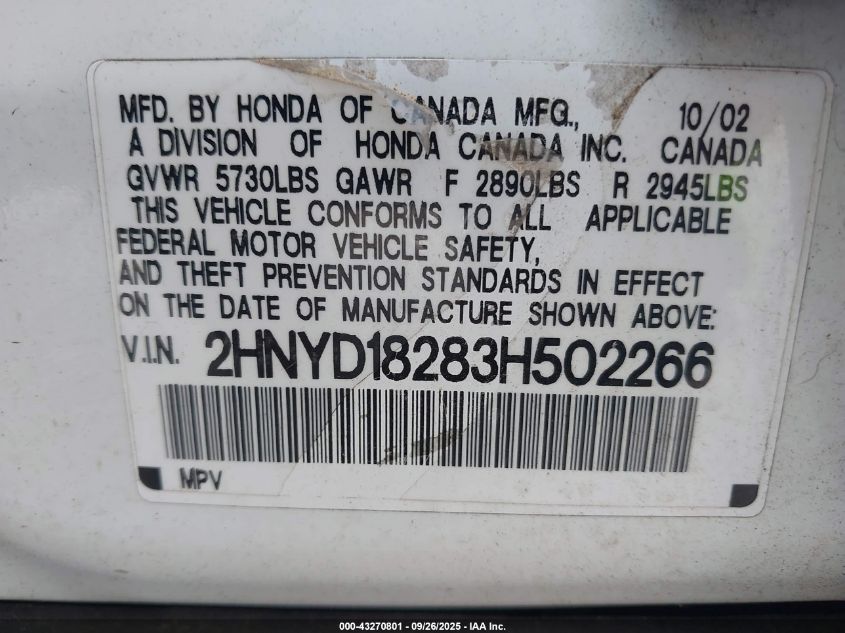 MFD. BY HONDA OF CANADA MFG., 10/02
A DIVISION OF HONDA CANADA INC. CANADA
GVWR 5730LBS GAWR F 2890LBS R 2945LBS
THIS VEHICLE CONFORMS TO ALL APPLICABLE
FEDERAL MOTOR VEHICLE SAFETY,
AND THEFT PREVENTION STANDARDS IN EFFECT
ON THE DATE OF MANUFACTURE SHOWN ABOVE:
V.I.N. 2HNYD18283H502266
MPV
000-43270801 - 09/26/2025 - IAA Inc.